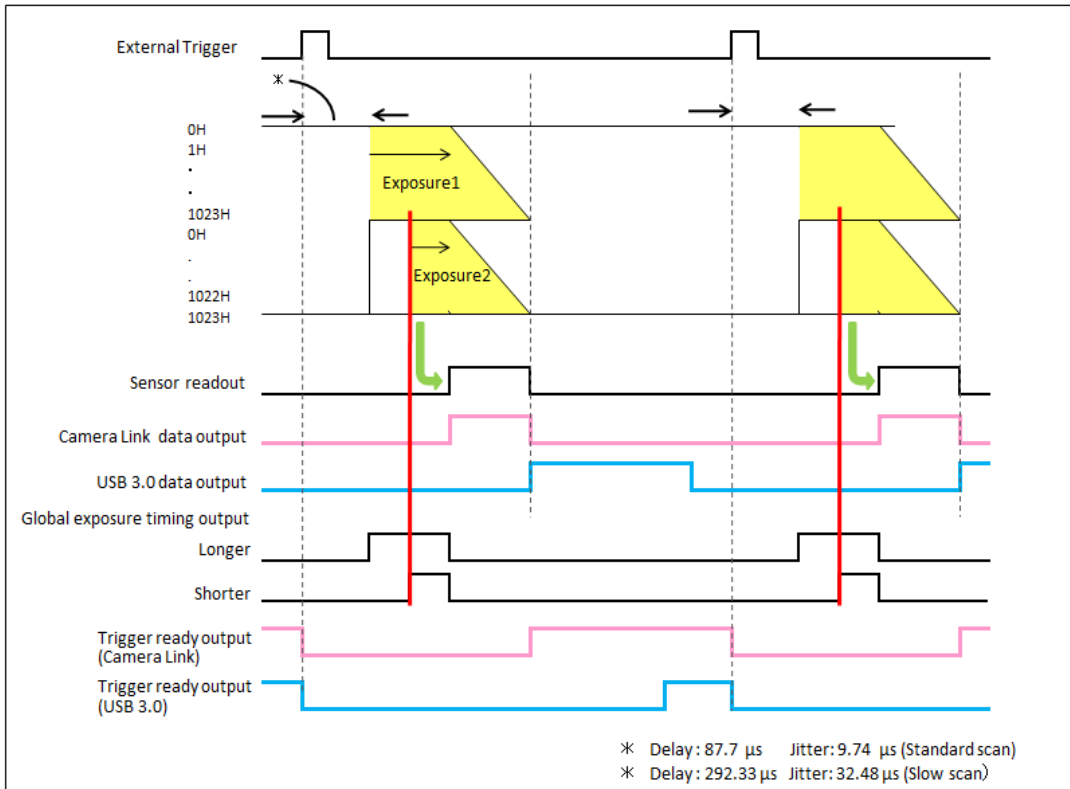 External Trigger
＊
0H
1H
.
.
1023H
0H
.
.
1022H
1023H
Exposure1
Exposure2
Sensor readout
Camera Link data output
USB 3.0 data output
Global exposure timing output
Longer
Shorter
Trigger ready output
(Camera Link)
Trigger ready output
(USB 3.0)
＊ Delay : 87.7 µs Jitter: 9.74 µs (Standard scan)
＊ Delay : 292.33 µs Jitter: 32.48 µs (Slow scan)